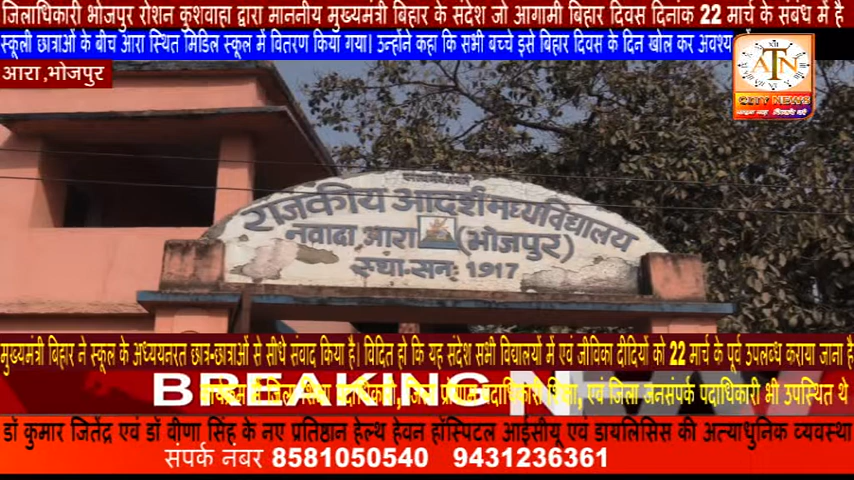 जिलाधिकारी भोजपुर रोशन कुशवाहा द्वारा माननीय मुख्यमंत्री बिहार के संदेश जो आगामी बिहार दिवस दिनांक 22 मार्च के संबंध में है
स्कूली छात्राओं के बीच आरा स्थित मिडिल स्कूल में वितरण किया गया। उन्होंने कहा कि सभी बच्चे इसे बिहार दिवस के दिन खोल कर अवश्य
आरा,भोजपुर
ATN
CITY NEWS
राजकीय आदर्श मध्य विद्यालय
नवादा आरा (भोजपुर)
स्था.सन् 1917
मुख्यमंत्री बिहार ने स्कूल के अध्ययनरत छात्र-छात्राओं से सीधे संवाद किया है। विदित हो कि यह संदेश सभी विद्यालयों में एवं जीविका दीदियों को 22 मार्च के पूर्व उपलब्ध कराया जाना है
BREAKING N
जिला शिक्षा पदाधिकारी, जिला प्रोग्राम पदाधिकारी शिक्षा, एवं जिला जनसंपर्क पदाधिकारी भी उपस्थित थे
डॉ कुमार जितेंद्र एवं डॉ वीणा सिंह के नए प्रतिष्ठान हेल्थ हेवन हॉस्पिटल आईसीयू एवं डायलिसिस की अत्याधुनिक व्यवस्था
संपर्क नंबर 8581050540 9431236361